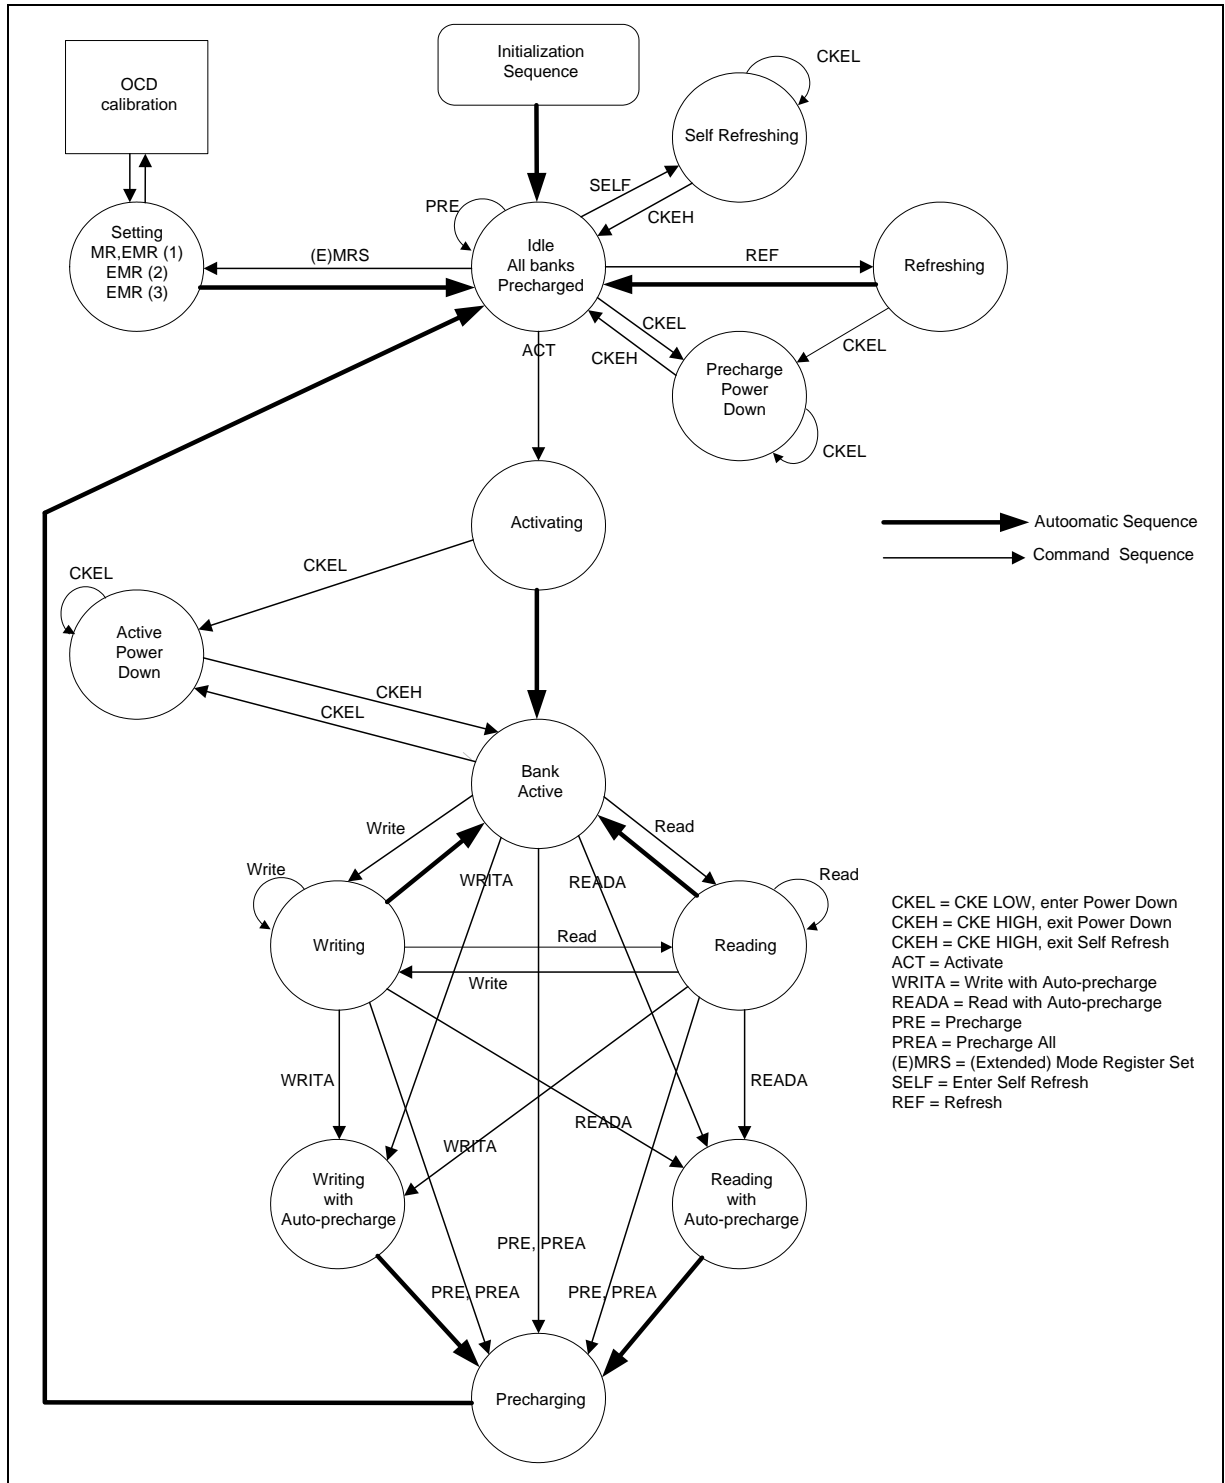 Initialization
Sequence
OCD
calibration
CKEL
Self Refreshing
SELF
CKEH
PRE
Setting
MR,EMR (1)
EMR (2)
EMR (3)
(E)MRS
Idle
All banks
Precharged
REF
Refreshing
CKEL
CKEH
CKEL
ACT
Precharge
Power
Down
CKEL
Activating
Autoomatic Sequence
Command Sequence
CKEL
CKEL
Active
Power
Down
CKEH
CKEL
Bank
Active
Write
Read
Write
WRITA
READA
Read
Writing
Read
Reading
Write
CKEL = CKE LOW, enter Power Down
CKEH = CKE HIGH, exit Power Down
CKEH = CKE HIGH, exit Self Refresh
ACT = Activate
WRITA = Write with Auto-precharge
READA = Read with Auto-precharge
PRE = Precharge
PREA = Precharge All
(E)MRS = (Extended) Mode Register Set
SELF = Enter Self Refresh
REF = Refresh
WRITA
READA
READA
WRITA
Writing
with
Auto-precharge
Reading
with
Auto-precharge
PRE, PREA
PRE, PREA
PRE, PREA
Precharging